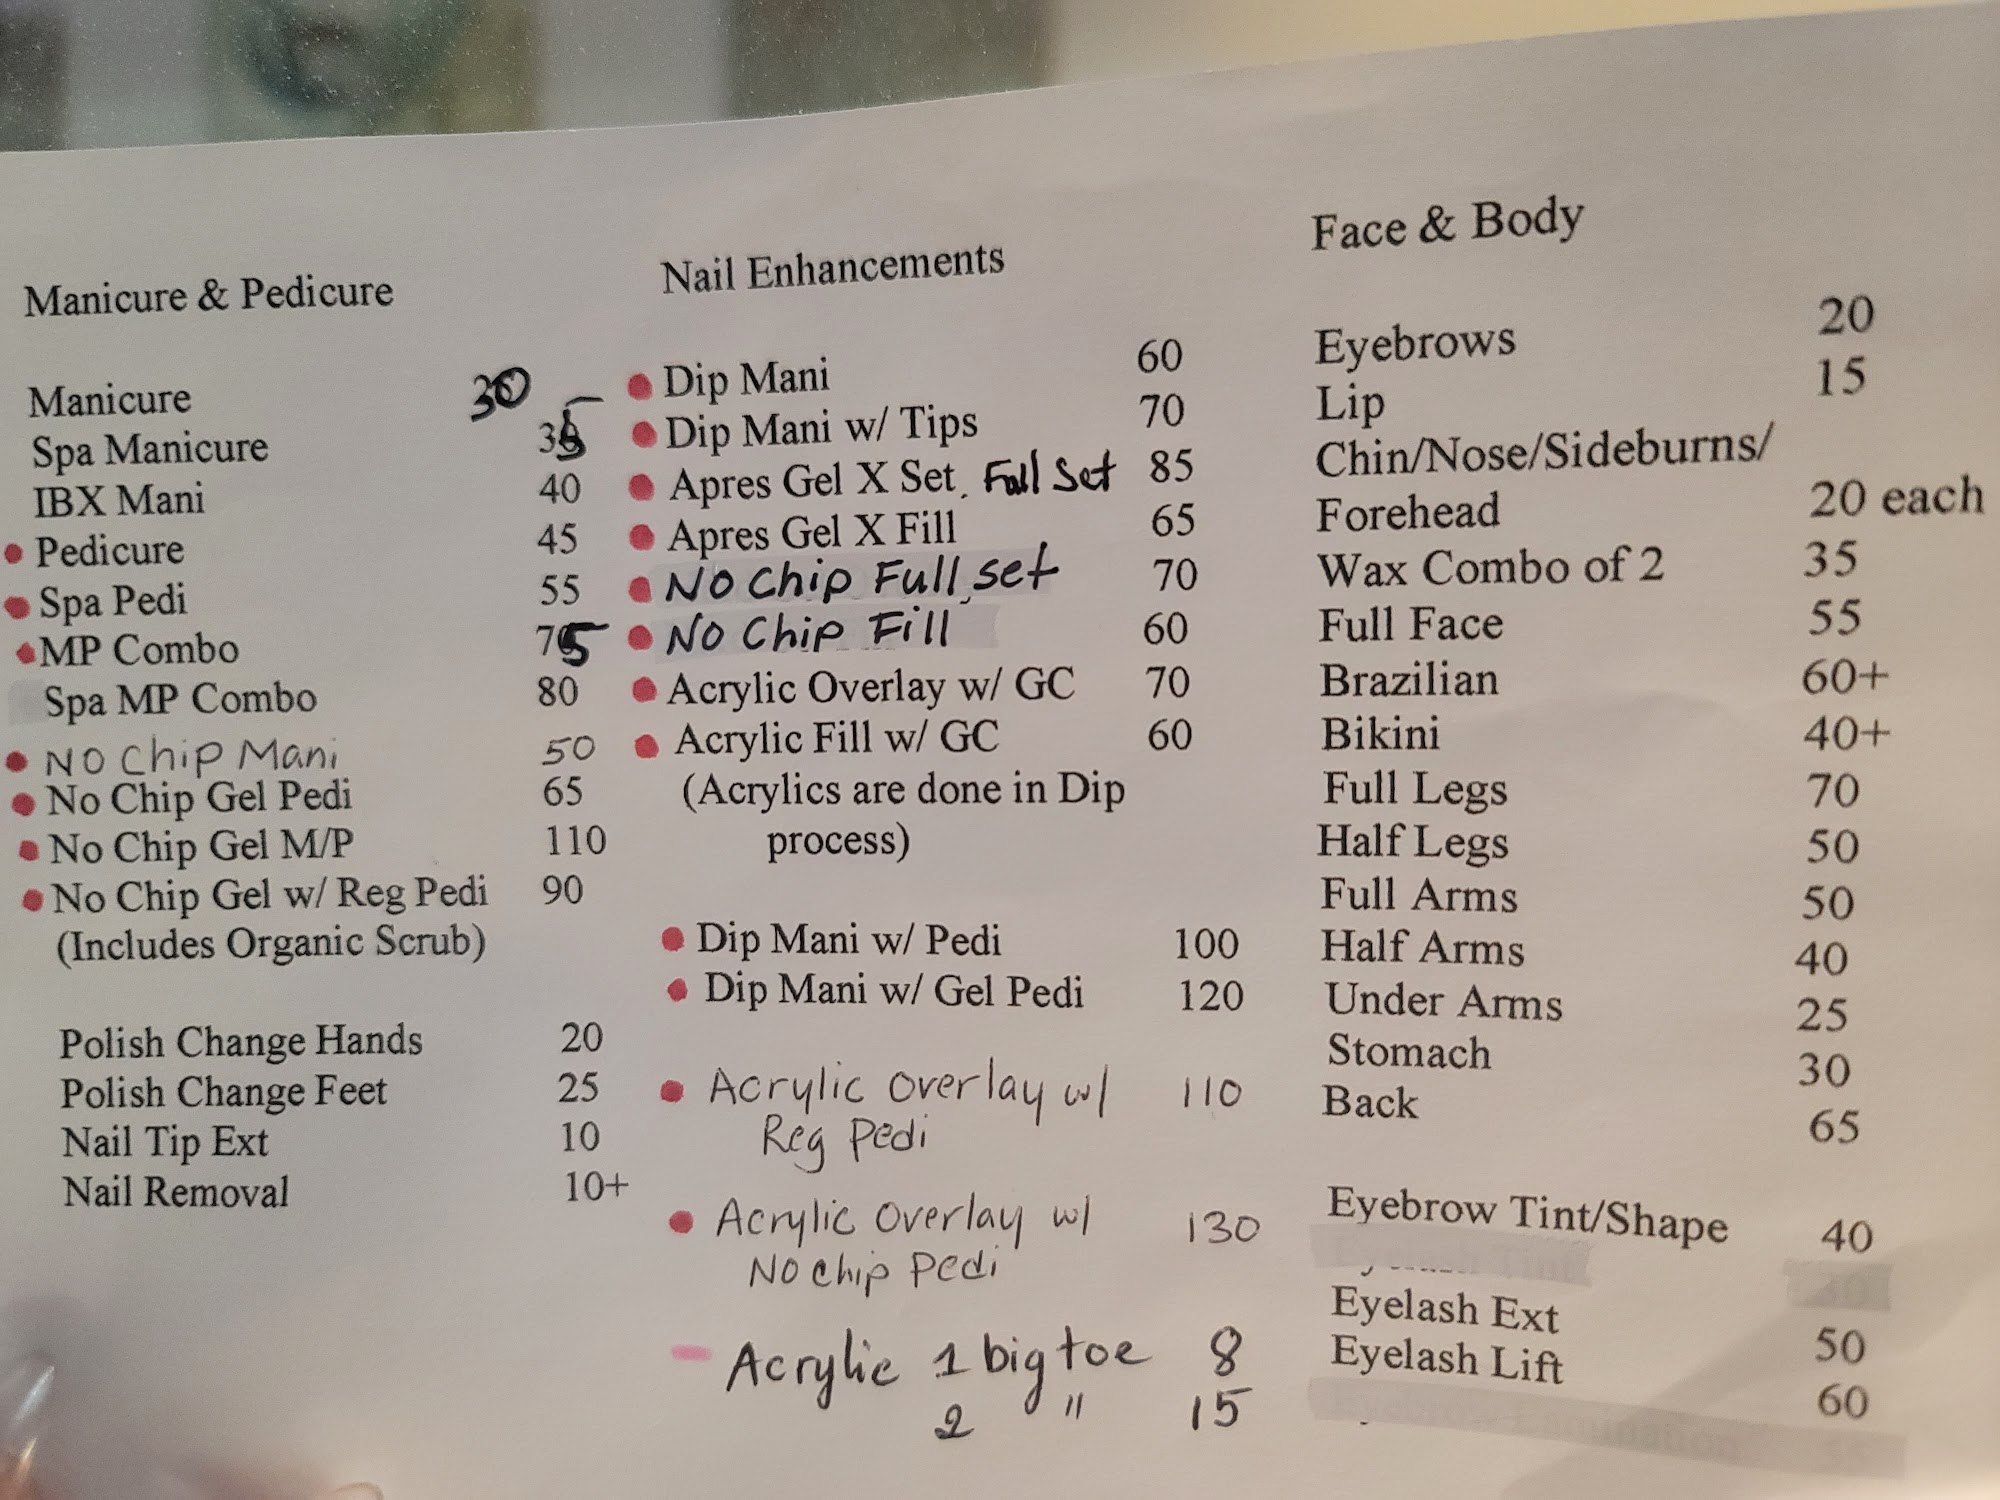 Manicure & Pedicure
Manicure 30
Spa Manicure 35
IBX Mani 40
Pedicure 45
Spa Pedi 55
MP Combo 75
Spa MP Combo 80
No Chip Mani 50
No Chip Gel Pedi 65
No Chip Gel M/P 110
No Chip Gel w/ Reg Pedi 90
(Includes Organic Scrub)
Polish Change Hands 20
Polish Change Feet 25
Nail Tip Ext 10
Nail Removal 10+
Nail Enhancements
Dip Mani 60
Dip Mani w/ Tips 70
Apres Gel X Set. Full Set 85
Apres Gel X Fill 65
No Chip Full set 70
No Chip Fill 60
Acrylic Overlay w/ GC 70
Acrylic Fill w/ GC 60
(Acrylics are done in Dip
process)
Dip Mani w/ Pedi 100
Dip Mani w/ Gel Pedi 120
Acrylic Overlay w/ 110
Reg Pedi
Acrylic Overlay w/ 130
No chip Pedi
Acrylic 1 big toe 8
2 " 15
Face & Body
Eyebrows 20
Lip 15
Chin/Nose/Sideburns/
Forehead 20 each
Wax Combo of 2 35
Full Face 55
Brazilian 60+
Bikini 40+
Full Legs 70
Half Legs 50
Full Arms 50
Half Arms 40
Under Arms 25
Stomach 30
Back 65
Eyebrow Tint/Shape 40
Eyelash Ext 50
Eyelash Lift 60